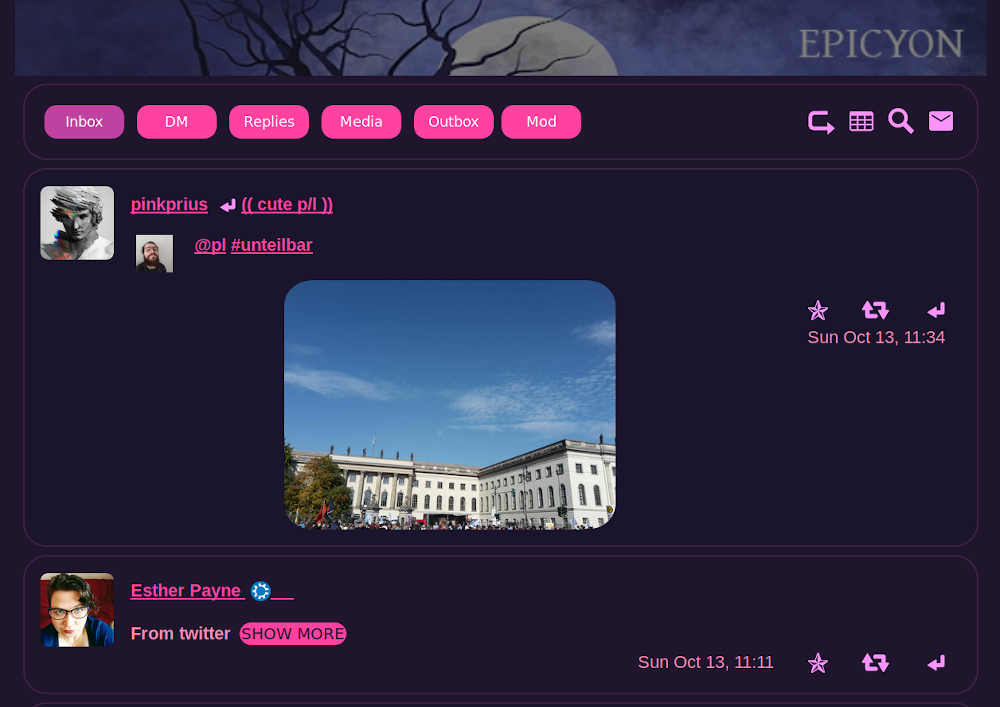 EPICYON
Inbox DM Replies Media Outbox Mod
pinkprius (( cute p/l ))
@pl #unteilbar
Sun Oct 13, 11:34
Esther Payne
From twitter SHOW MORE
Sun Oct 13, 11:11